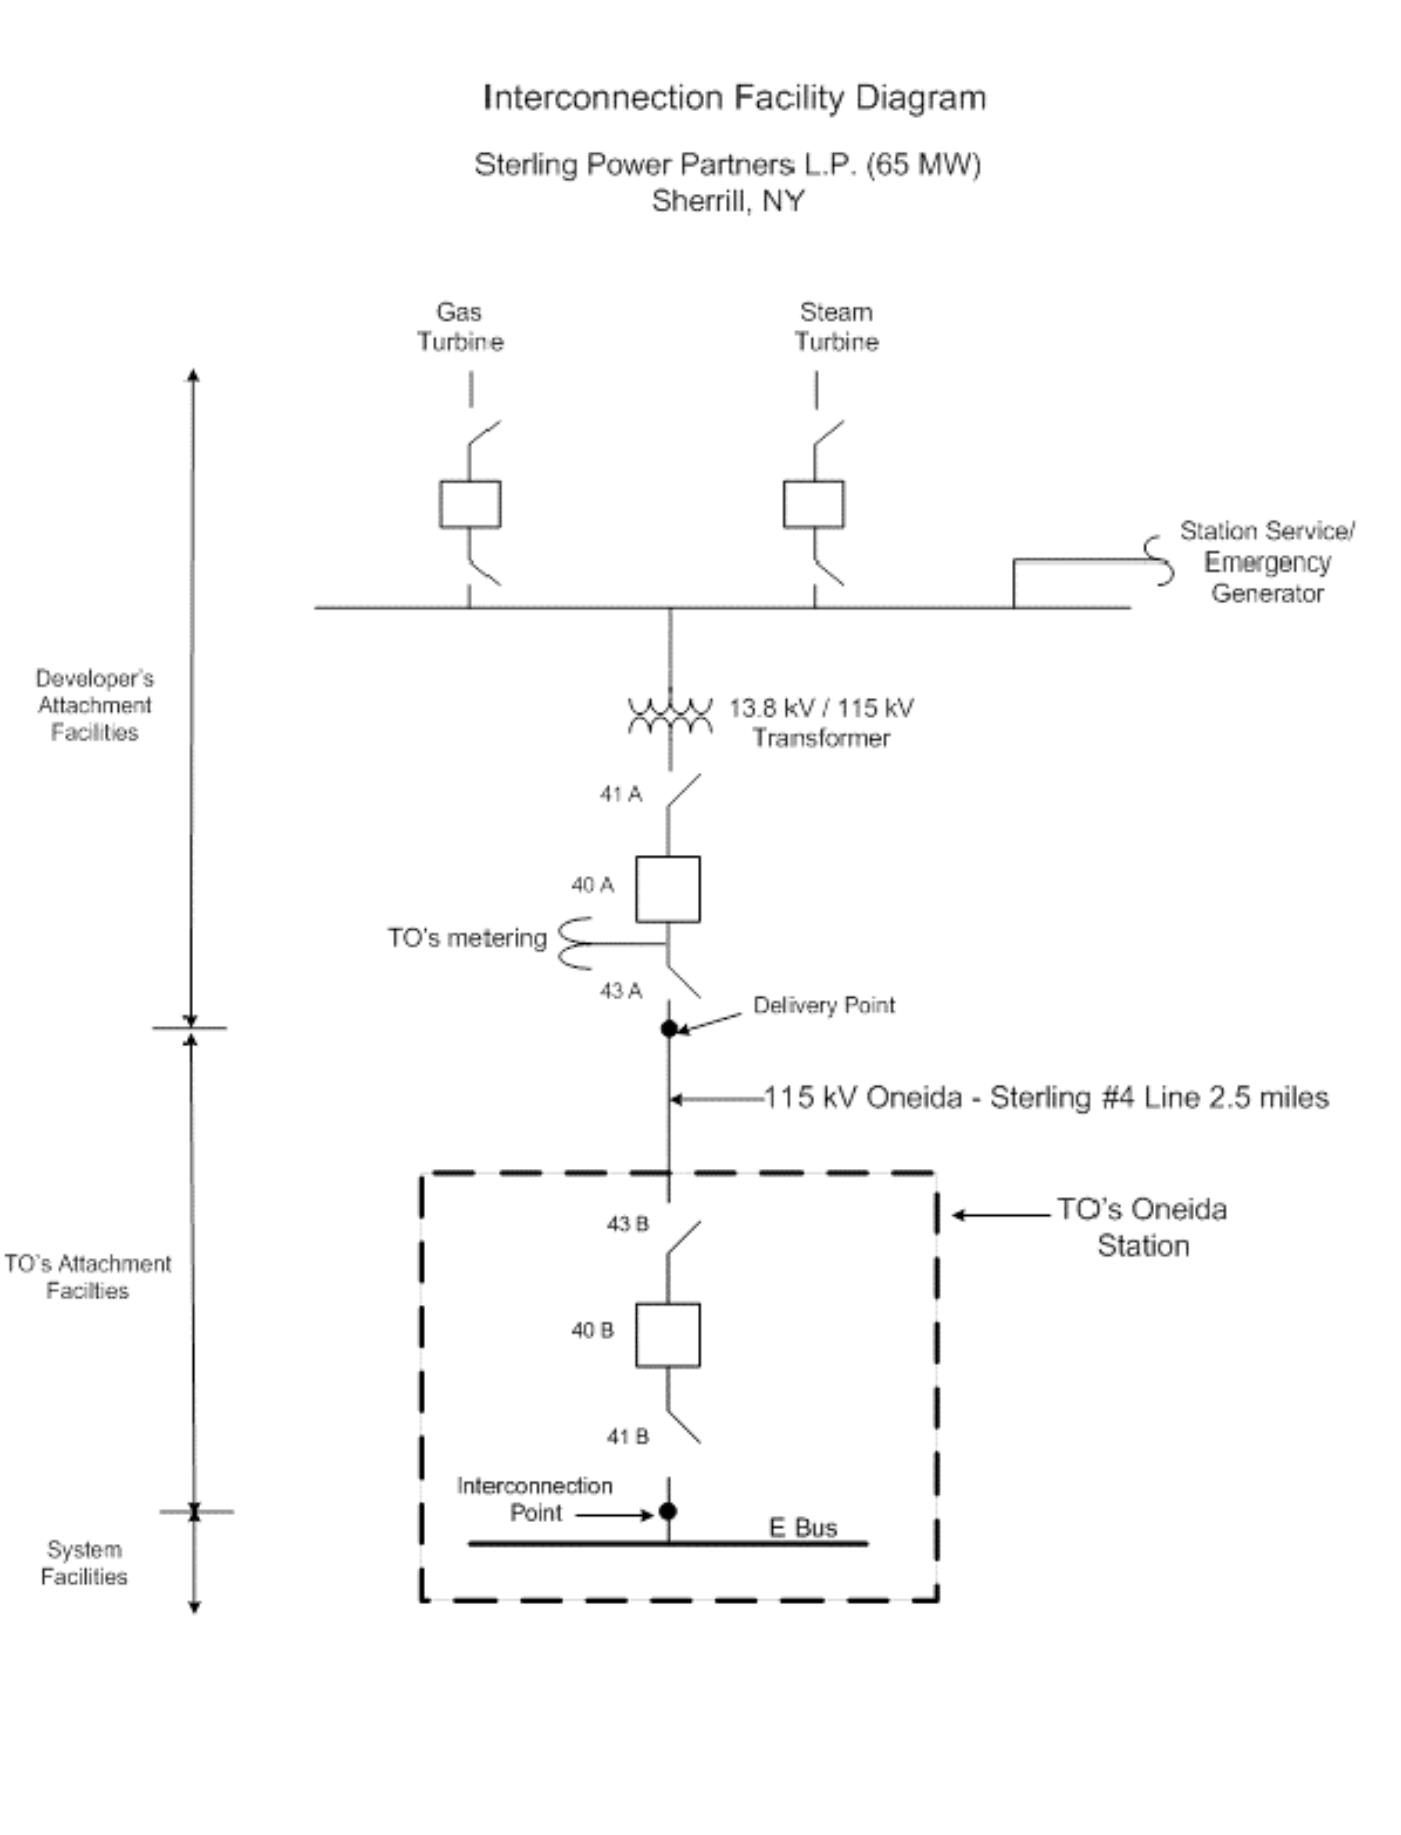 Interconnection Facility Diagram
Sterling Power Partners L.P. (65 MW)
Sherrill, NY
Gas
Turbine
Steam
Turbine
Station Service/
Emergency
Generator
Developer's
Attachment
Facilities
13.8 kV / 115 kV
Transformer
41 A
40 A
TO's metering
43 A
Delivery Point
115 kV Oneida - Sterling #4 Line 2.5 miles
TO's Oneida
Station
43 B
TO's Attachment
Facilties
40 B
41 B
Interconnection
Point
E Bus
System
Facilities